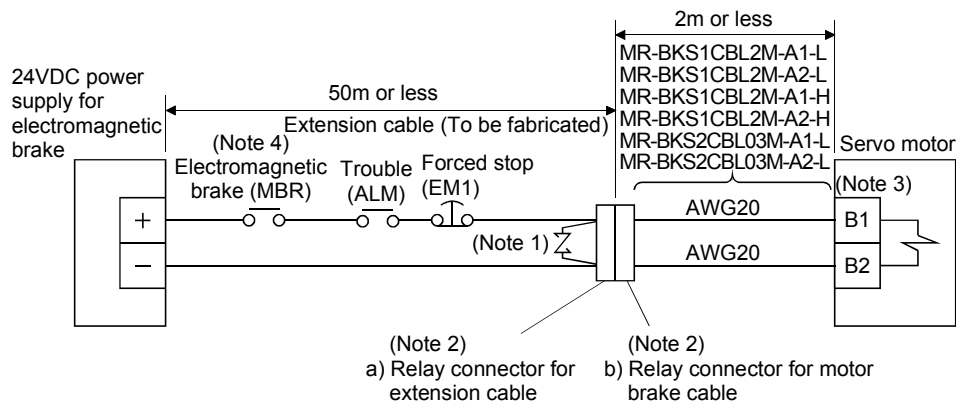 2m or less
MR-BKS1CBL2M-A1-L
MR-BKS1CBL2M-A2-L
MR-BKS1CBL2M-A1-H
MR-BKS1CBL2M-A2-H
MR-BKS2CBL03M-A1-L
MR-BKS2CBL03M-A2-L
24VDC power
supply for
electromagnetic
brake
50m or less
Extension cable (To be fabricated)
Servo motor
(Note 4)
Electromagnetic
brake (MBR)
Trouble
(ALM)
Forced stop
(EM1)
(Note 3)
+
AWG20
B1
(Note 1)
−
AWG20
B2
(Note 2)
a) Relay connector for
extension cable
(Note 2)
b) Relay connector for motor
brake cable